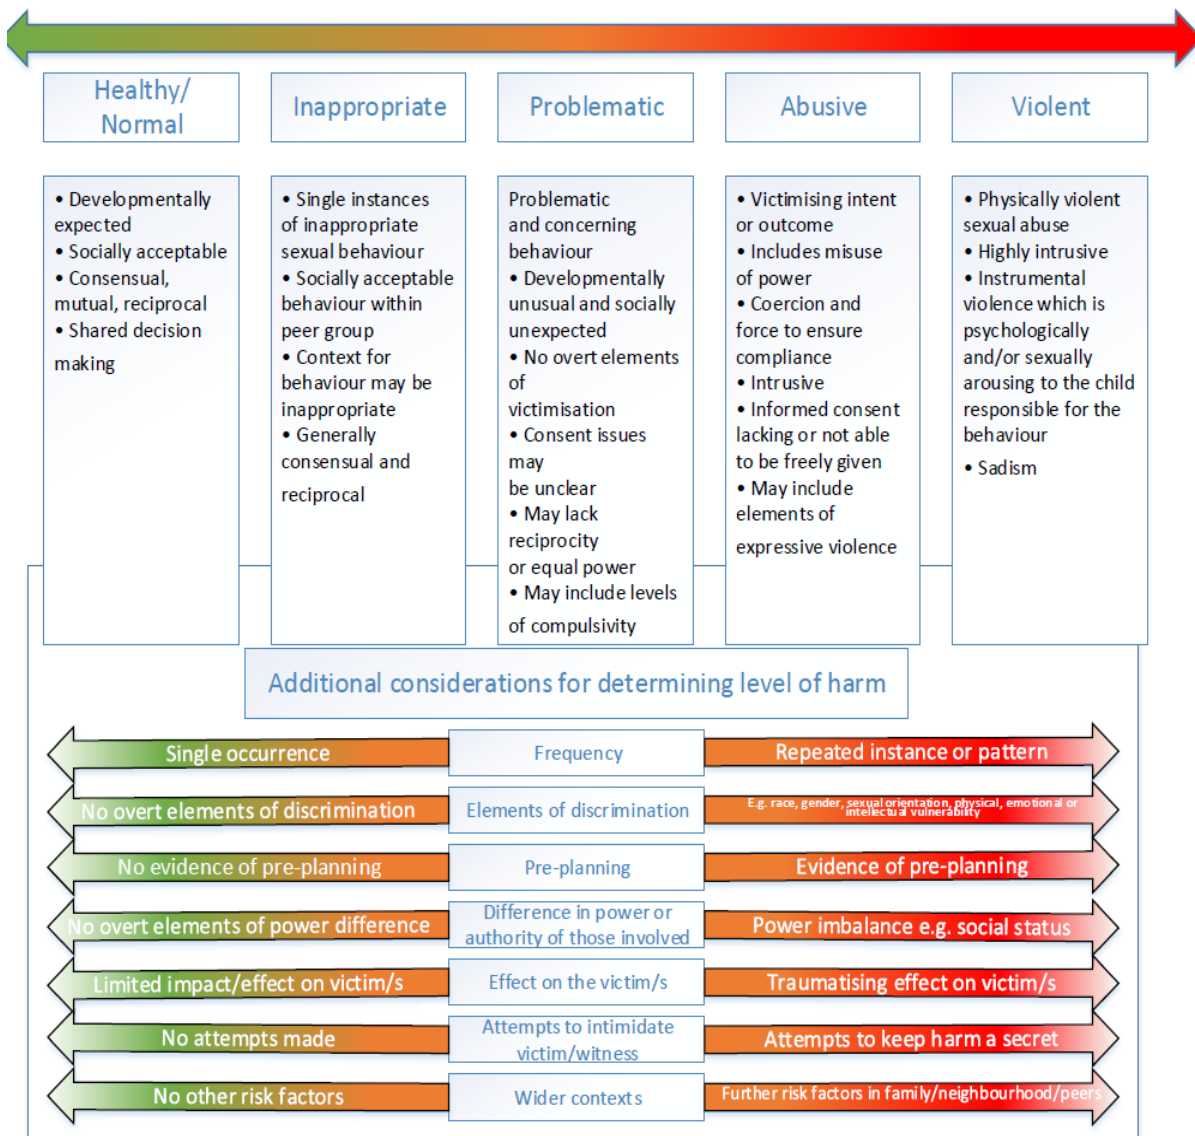 Healthy/
Normal
Inappropriate
Problematic
Abusive
Violent
• Developmentally
expected
• Socially acceptable
• Consensual,
mutual, reciprocal
• Shared decision
making
• Single instances
of inappropriate
sexual behaviour
• Socially acceptable
behaviour within
peer group
• Context for
behaviour may be
inappropriate
• Generally
consensual and
reciprocal
Problematic
and concerning
behaviour
• Developmentally
unusual and socially
unexpected
• No overt elements
of
victimisation
• Consent issues
may
be unclear
• May lack
reciprocity
or equal power
• May include levels
of compulsivity
• Victimising intent
or outcome
• Includes misuse
of power
• Coercion and
force to ensure
compliance
• Intrusive
• Informed consent
lacking or not able
to be freely given
• May include
elements of
expressive violence
• Physically violent
sexual abuse
• Highly intrusive
• Instrumental
violence which is
psychologically
and/or sexually
arousing to the child
responsible for the
behaviour
• Sadism
Additional considerations for determining level of harm
Single occurrence
Frequency
Repeated instance or pattern
No overt elements of discrimination
Elements of discrimination
E.g. race, gender, sexual orientation, physical, emotional or
intellectual vulnerability
No evidence of pre-planning
Pre-planning
Evidence of pre-planning
No overt elements of power difference
Difference in power or
authority of those involved
Power imbalance e.g. social status
Limited impact/effect on victim/s
Effect on the victim/s
Traumatising effect on victim/s
No attempts made
Attempts to intimidate
victim/witness
Attempts to keep harm a secret
No other risk factors
Wider contexts
Further risk factors in family/neighbourhood/peers